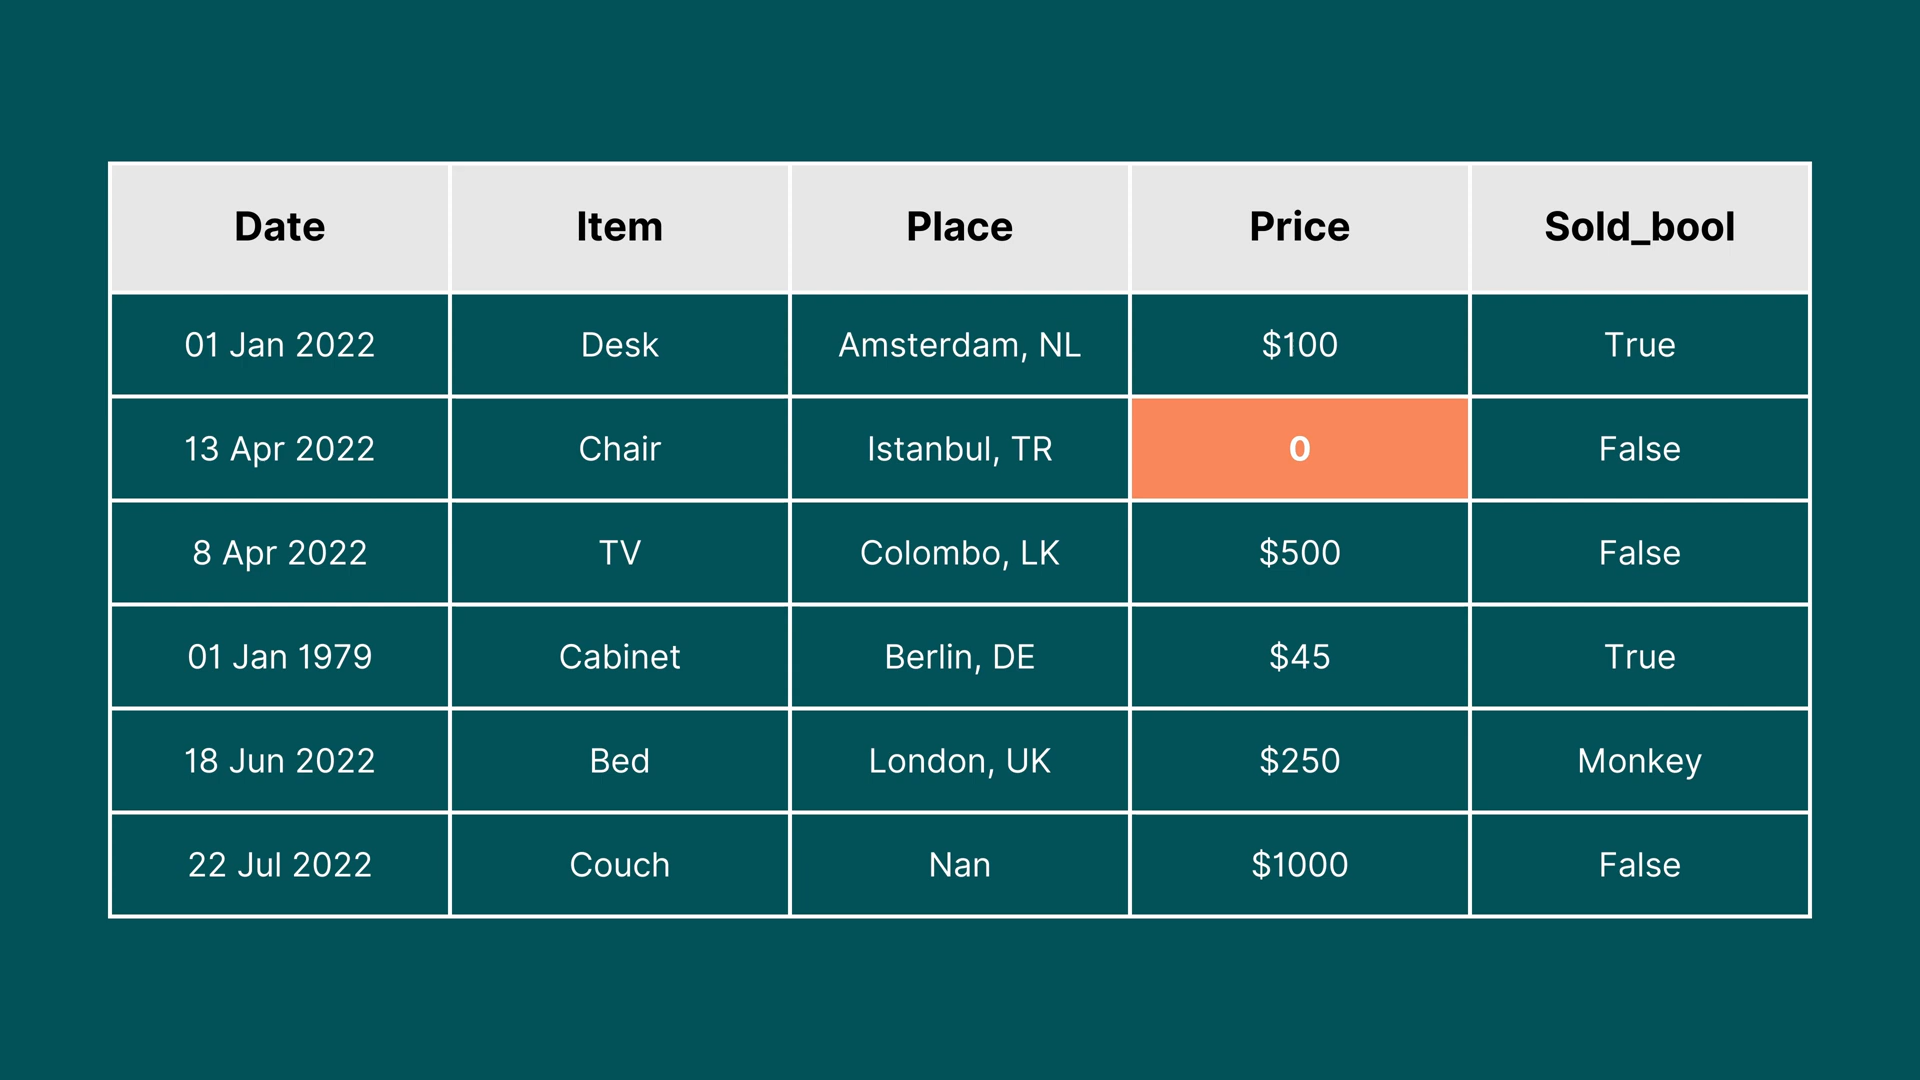 Date Item Place Price Sold_bool
01 Jan 2022 Desk Amsterdam, NL $100 True
13 Apr 2022 Chair Istanbul, TR 0 False
8 Apr 2022 TV Colombo, LK $500 False
01 Jan 1979 Cabinet Berlin, DE $45 True
18 Jun 2022 Bed London, UK $250 Monkey
22 Jul 2022 Couch Nan $1000 False